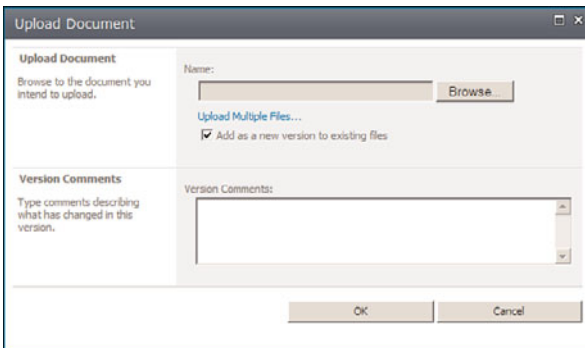 Upload Document
Upload Document
Browse to the document you
intend to upload.
Name:
Browse...
Upload Multiple Files...
Add as a new version to existing files
Version Comments
Type comments describing
what has changed in this
version.
Version Comments:
OK
Cancel